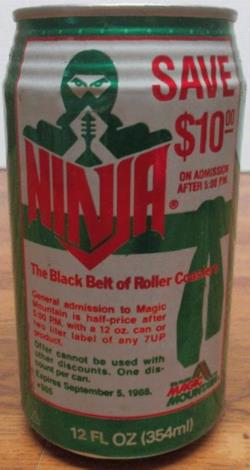 SAVE
$10.00
ON ADMISSION
AFTER 5:00 P.M.
NINJA®
The Black Belt of Roller Coasters
General admission to Magic
Mountain is half-price after
5:00 PM. with a 12 oz. can or
two liter label of any 7UP
product.
Offer cannot be used with
other discounts. One dis-
count per can.
Expires September 5, 1988.
MAGIC
MOUNTAIN
12 FL OZ (354ml)